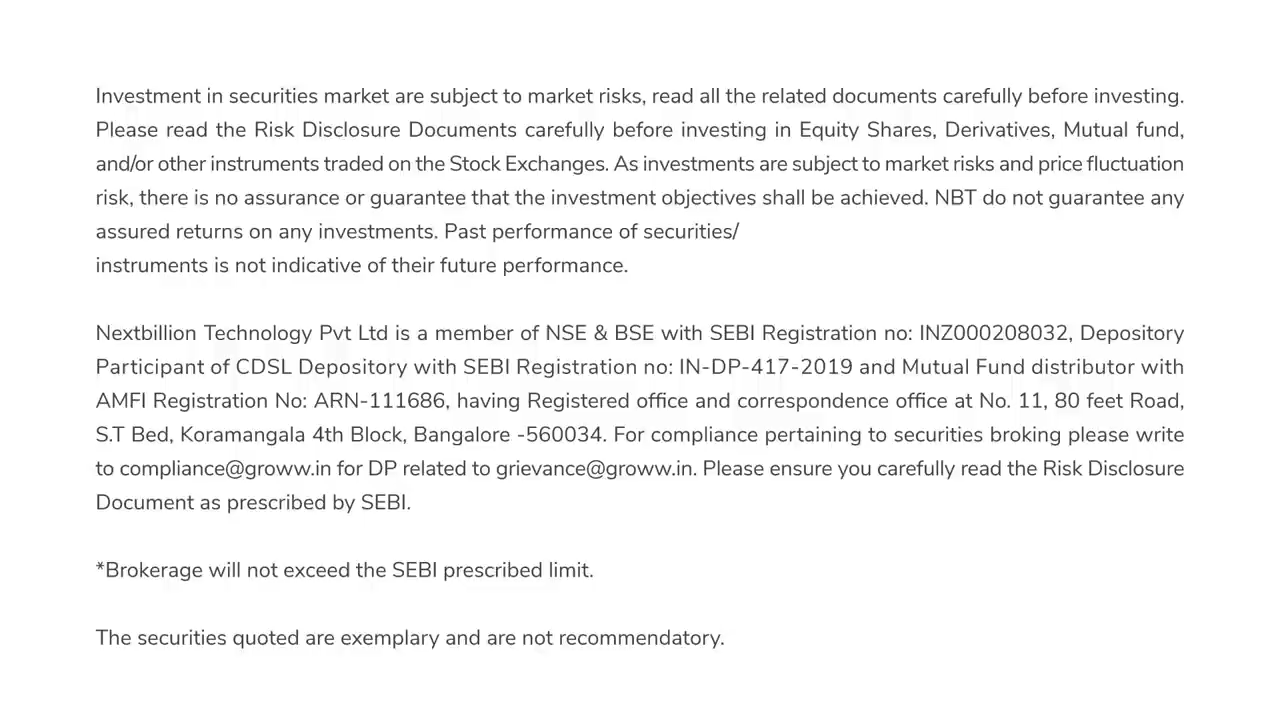 Investment in securities market are subject to market risks, read all the related documents carefully before investing.
Please read the Risk Disclosure Documents carefully before investing in Equity Shares, Derivatives, Mutual fund,
and/or other instruments traded on the Stock Exchanges. As investments are subject to market risks and price fluctuation
risk, there is no assurance or guarantee that the investment objectives shall be achieved. NBT do not guarantee any
assured returns on any investments. Past performance of securities/
instruments is not indicative of their future performance.
Nextbillion Technology Pvt Ltd is a member of NSE & BSE with SEBI Registration no: INZ000208032, Depository
Participant of CDSL Depository with SEBI Registration no: IN-DP-417-2019 and Mutual Fund distributor with
AMFI Registration No: ARN-111686, having Registered office and correspondence office at No. 11, 80 feet Road,
S.T Bed, Koramangala 4th Block, Bangalore -560034. For compliance pertaining to securities broking please write
to compliance@groww.in for DP related to grievance@groww.in. Please ensure you carefully read the Risk Disclosure
Document as prescribed by SEBI.
*Brokerage will not exceed the SEBI prescribed limit.
The securities quoted are exemplary and are not recommendatory.